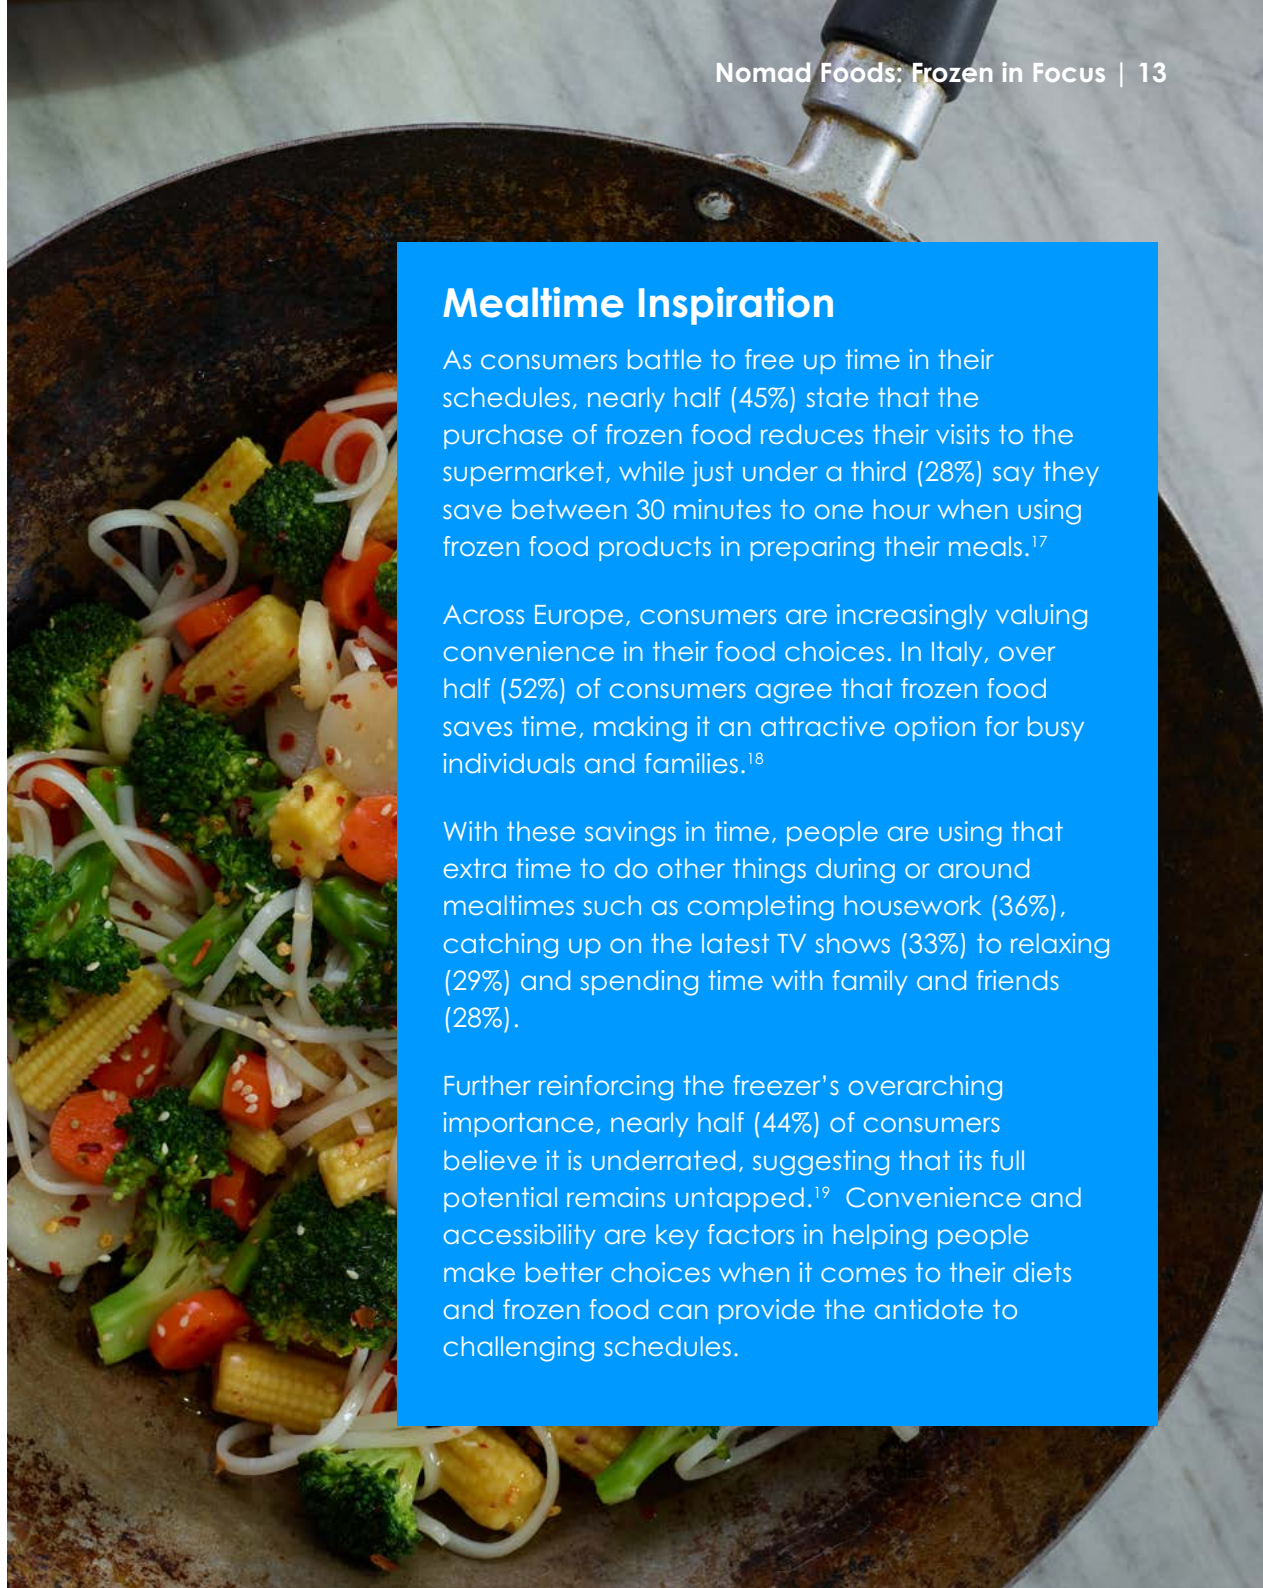 Nomad Foods: Frozen in Focus | 13
Mealtime Inspiration
As consumers battle to free up time in their
schedules, nearly half (45%) state that the
purchase of frozen food reduces their visits to the
supermarket, while just under a third (28%) say they
save between 30 minutes to one hour when using
frozen food products in preparing their meals.17
Across Europe, consumers are increasingly valuing
convenience in their food choices. In Italy, over
half (52%) of consumers agree that frozen food
saves time, making it an attractive option for busy
individuals and families.18
With these savings in time, people are using that
extra time to do other things during or around
mealtimes such as completing housework (36%),
catching up on the latest TV shows (33%) to relaxing
(29%) and spending time with family and friends
(28%).
Further reinforcing the freezer’s overarching
importance, nearly half (44%) of consumers
believe it is underrated, suggesting that its full
potential remains untapped.19  Convenience and
accessibility are key factors in helping people
make better choices when it comes to their diets
and frozen food can provide the antidote to
challenging schedules.